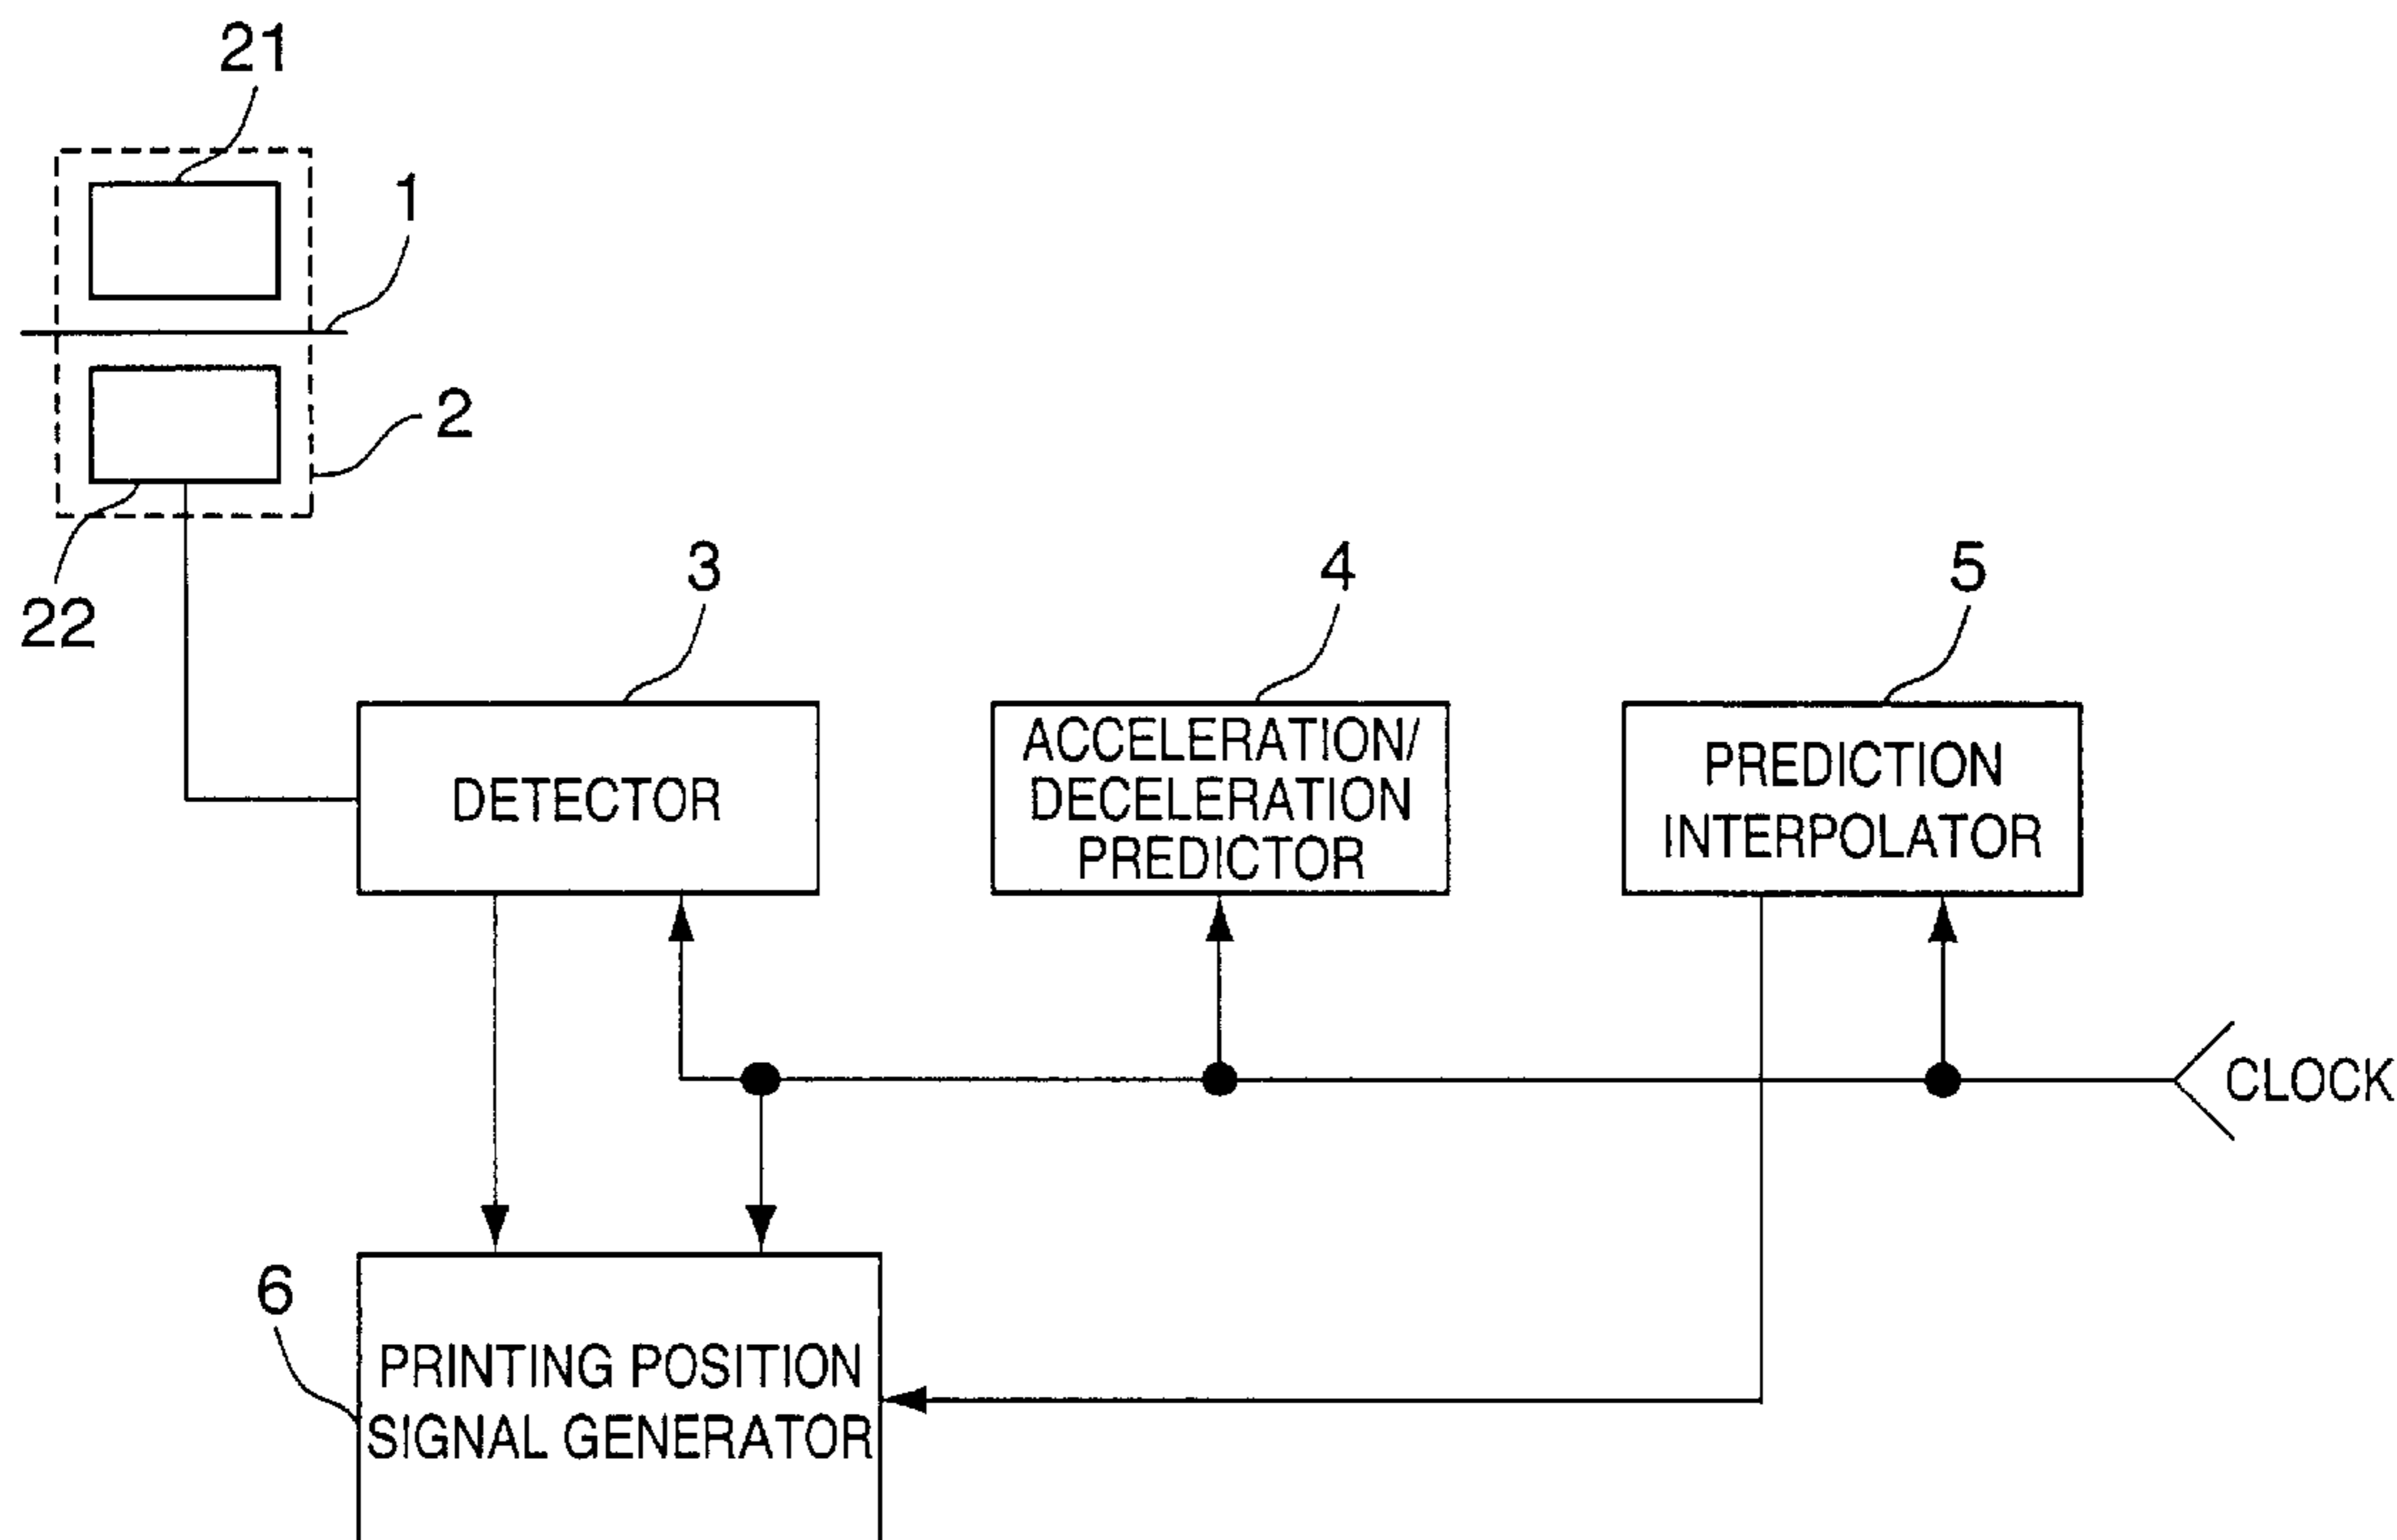 21
1
2
22
3
4
5
DETECTOR
ACCELERATION/
DECELERATION
PREDICTOR
PREDICTION
INTERPOLATOR
CLOCK
6
PRINTING POSITION
SIGNAL GENERATOR